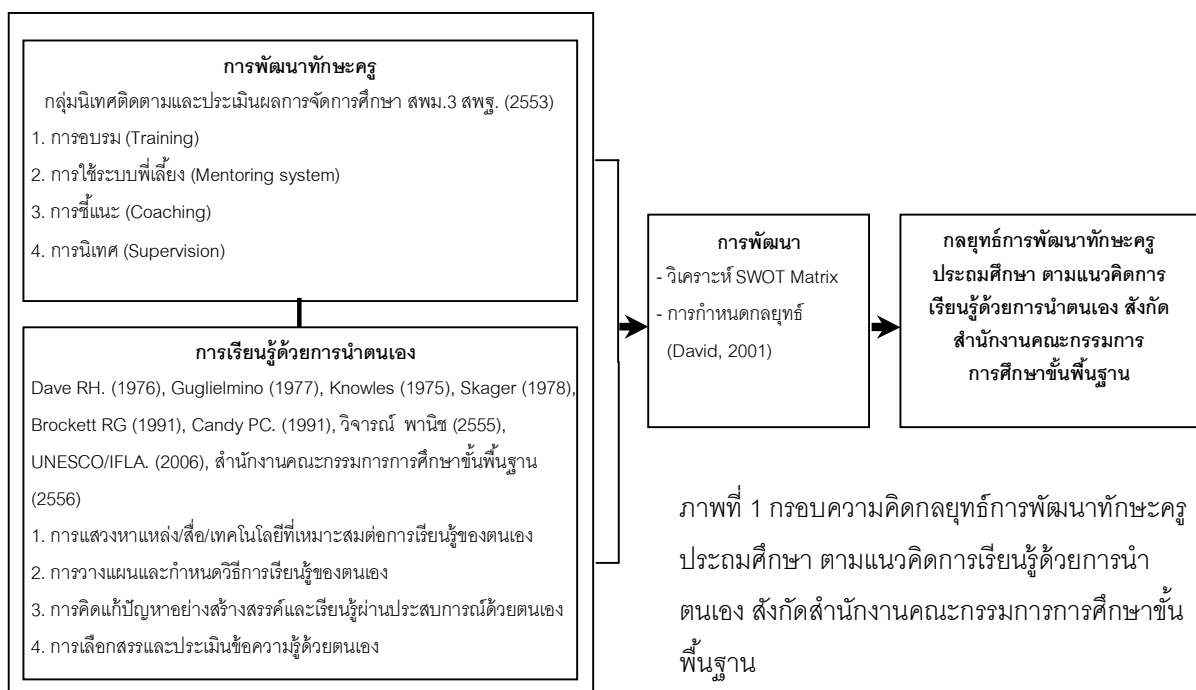 การพัฒนาทักษะครู
กลุ่มนิเทศติดตามและประเมินผลการจัดการศึกษา สพม.3 สพฐ. (2553)
1. การอบรม (Training)
2. การใช้ระบบพี่เลี้ยง (Mentoring system)
3. การชี้แนะ (Coaching)
4. การนิเทศ (Supervision)
การเรียนรู้ด้วยการนำตนเอง
Dave RH. (1976), Guglielmino (1977), Knowles (1975), Skager (1978),
Brockett RG (1991), Candy PC. (1991), วิจารณ์ พานิช (2555),
UNESCO/IFLA. (2006), สำนักงานคณะกรรมการการศึกษาขั้นพื้นฐาน
(2556)
1. การแสวงหาแหล่ง/สื่อ/เทคโนโลยีที่เหมาะสมต่อการเรียนรู้ของตนเอง
2. การวางแผนและกำหนดวิธีการเรียนรู้ของตนเอง
3. การคิดแก้ปัญหาอย่างสร้างสรรค์และเรียนรู้ผ่านประสบการณ์ด้วยตนเอง
4. การเลือกสรรและประเมินข้อความรู้ด้วยตนเอง
การพัฒนา
- วิเคราะห์ SWOT Matrix
- การกำหนดกลยุทธ์
(David, 2001)
กลยุทธ์การพัฒนาทักษะครู
ประถมศึกษา ตามแนวคิดการ
เรียนรู้ด้วยการนำตนเอง สังกัด
สำนักงานคณะกรรมการ
การศึกษาขั้นพื้นฐาน
ภาพที่ 1 กรอบความคิดกลยุทธ์การพัฒนาทักษะครู
ประถมศึกษา ตามแนวคิดการเรียนรู้ด้วยการนำ
ตนเอง สังกัดสำนักงานคณะกรรมการการศึกษาขั้น
พื้นฐาน